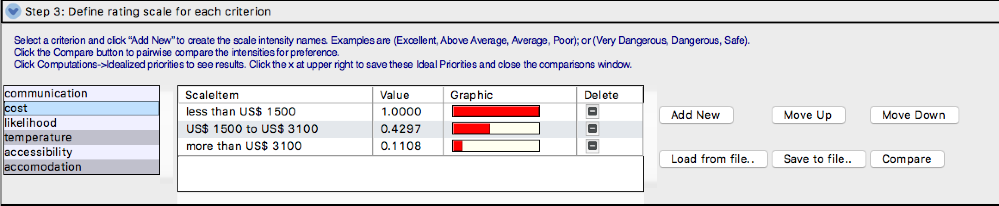 Step 3: Define rating scale for each criterion
Select a criterion and click “Add New” to create the scale intensity names. Examples are (Excellent, Above Average, Average, Poor); or (Very Dangerous, Dangerous, Safe).
Click the Compare button to pairwise compare the intensities for preference.
Click Computations->Idealized priorities to see results. Click the x at upper right to save these Ideal Priorities and close the comparisons window.
communication
cost
likelihood
temperature
accessibility
accomodation
ScaleItem Value Graphic Delete
less than US$ 1500 1.0000
US$ 1500 to US$ 3100 0.4297
more than US$ 3100 0.1108
Add New Move Up Move Down
Load from file.. Save to file.. Compare